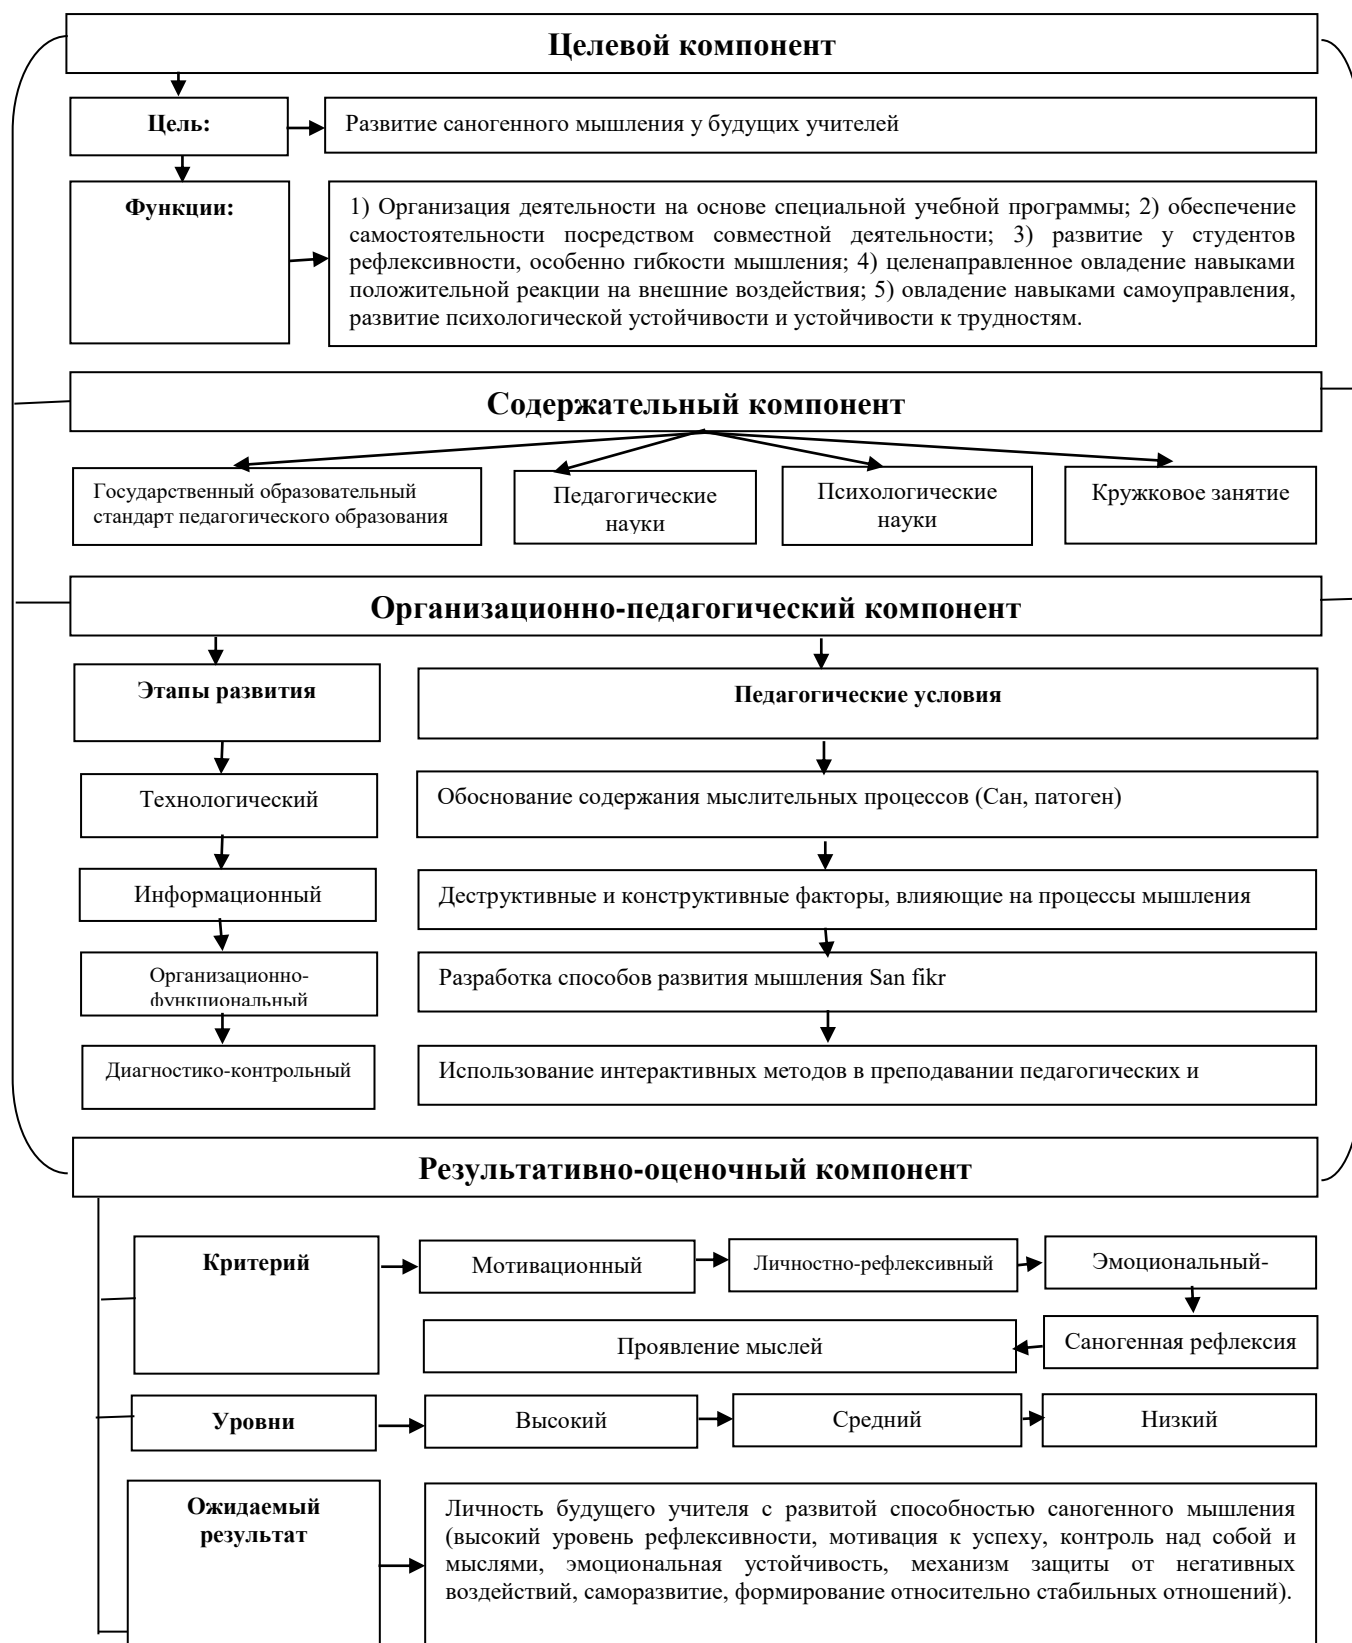 Целевой компонент
Цель:
Развитие саногенного мышления у будущих учителей
Функции:
1) Организация деятельности на основе специальной учебной программы; 2) обеспечение
самостоятельности посредством совместной деятельности; 3) развитие у студентов
рефлексивности, особенно гибкости мышления; 4) целенаправленное овладение навыками
положительной реакции на внешние воздействия; 5) овладение навыками самоуправления,
развитие психологической устойчивости и устойчивости к трудностям.
Содержательный компонент
Государственный образовательный
стандарт педагогического образования
Педагогические
науки
Психологические
науки
Кружковое занятие
Организационно-педагогический компонент
Этапы развития
Педагогические условия
Технологический
Обоснование содержания мыслительных процессов (Сан, патоген)
Информационный
Деструктивные и конструктивные факторы, влияющие на процессы мышления
Организационно-
функциональный
Разработка способов развития мышления San fikr
Диагностико-контрольный
Использование интерактивных методов в преподавании педагогических и
Результативно-оценочный компонент
Критерий
Мотивационный
Личностно-рефлексивный
Эмоциональный-
Саногенная рефлексия
Проявление мыслей
Уровни
Высокий
Средний
Низкий
Ожидаемый
результат
Личность будущего учителя с развитой способностью саногенного мышления
(высокий уровень рефлексивности, мотивация к успеху, контроль над собой и
мыслями, эмоциональная устойчивость, механизм защиты от негативных
воздействий, саморазвитие, формирование относительно стабильных отношений).